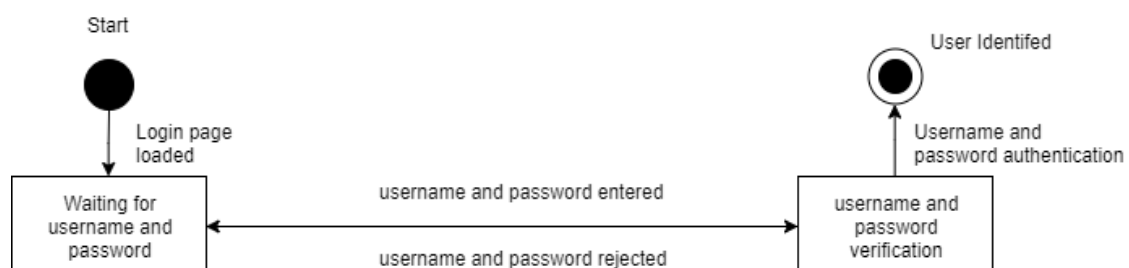 Start
User Identifed
Login page
loaded
Username and
password authentication
Waiting for
username and
password
username and password entered
username and password rejected
username and
password
verification